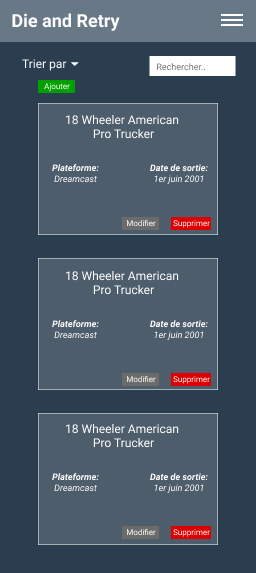 Die and Retry
Trier par
Rechercher..
Ajouter
18 Wheeler American
Pro Trucker
Plateforme: Date de sortie:
Dreamcast 1er juin 2001
Modifier Supprimer
18 Wheeler American
Pro Trucker
Plateforme: Date de sortie:
Dreamcast 1er juin 2001
Modifier Supprimer
18 Wheeler American
Pro Trucker
Plateforme: Date de sortie:
Dreamcast 1er juin 2001
Modifier Supprimer